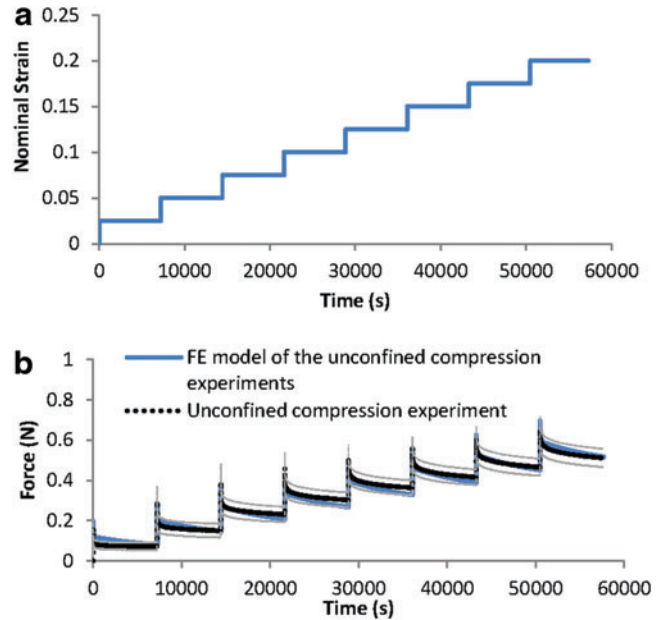 a
0.25
0.2
0.15
0.1
0.05
0
Nominal Strain
0 10000 20000 30000 40000 50000 60000
Time (s)
b
1
0.8
0.6
0.4
0.2
0
Force (N)
FE model of the unconfined compression
experiments
Unconfined compression experiment
0 10000 20000 30000 40000 50000 60000
Time (s)